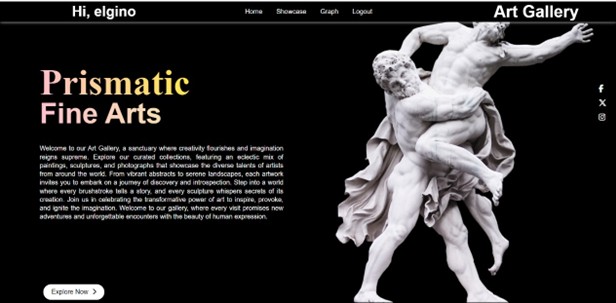 Hi, elgino
Home Showcase Graph Logout
Art Gallery
Prismatic
Fine Arts
Welcome to our Art Gallery, a sanctuary where creativity flourishes and imagination
reigns supreme. Explore our curated collections, featuring an eclectic mix of
paintings, sculptures, and photographs that showcase the diverse talents of artists
from around the world. From vibrant abstracts to serene landscapes, each artwork
invites you to embark on a journey of discovery and introspection. Step into a world
where every brushstroke tells a story, and every sculpture whispers secrets of its
creation. Join us in celebrating the transformative power of art to inspire, provoke,
and ignite the imagination. Welcome to our gallery, where every visit promises new
adventures and unforgettable encounters with the beauty of human expression.
Explore Now